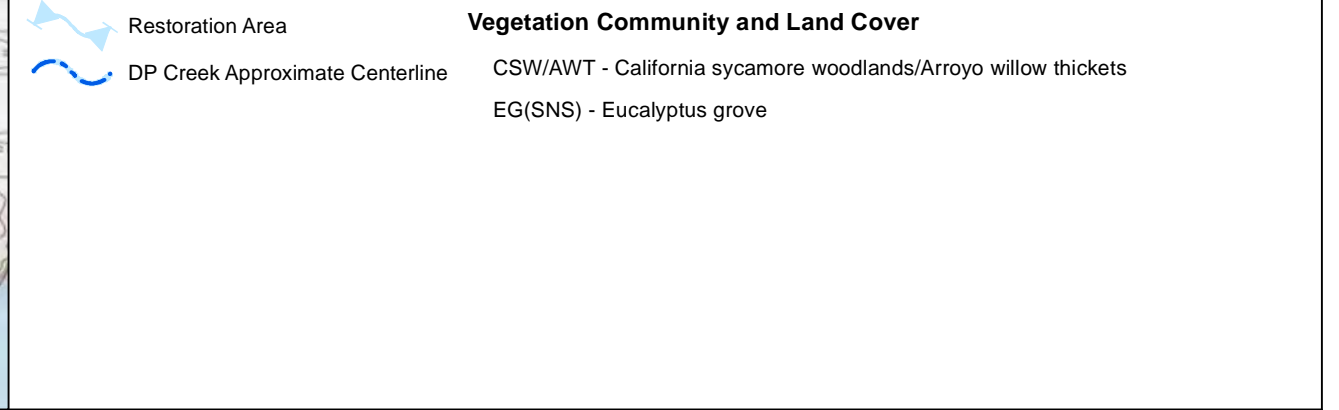 Restoration Area
DP Creek Approximate Centerline
Vegetation Community and Land Cover
CSW/AWT - California sycamore woodlands/Arroyo willow thickets
EG(SNS) - Eucalyptus grove